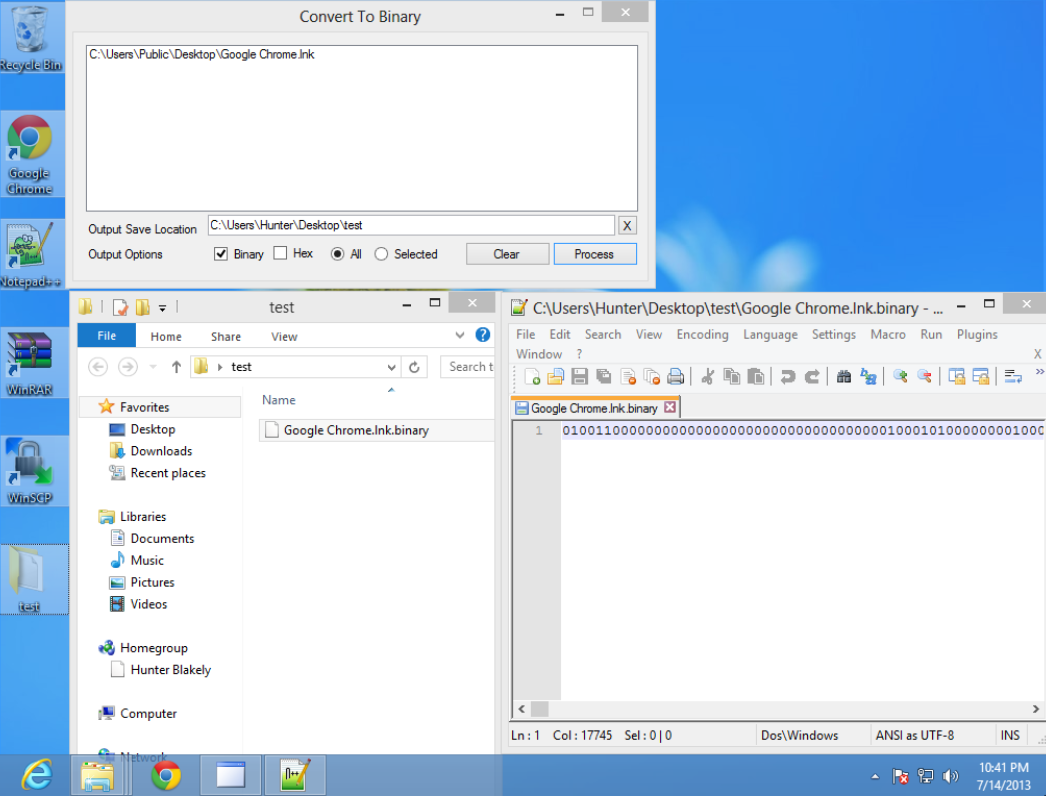 Recycle Bin
Google
Chrome
Notepad++
WinRAR
WinSCP
test
Convert To Binary
C:\Users\Public\Desktop\Google Chrome.lnk
Output Save Location C:\Users\Hunter\Desktop\test X
Output Options Binary Hex All Selected Clear Process
test
File Home Share View
test Search t
Favorites
Desktop
Downloads
Recent places
Libraries
Documents
Music
Pictures
Videos
Homegroup
Hunter Blakely
Computer
Network
Name
Google Chrome.lnk.binary
C:\Users\Hunter\Desktop\test\Google Chrome.lnk.binary - ...
File Edit Search View Encoding Language Settings Macro Run Plugins
Window ? X
Google Chrome.lnk.binary
1
Ln : 1 Col : 17745 Sel : 0 | 0 Dos\Windows ANSI as UTF-8 INS
10:41 PM
7/14/2013